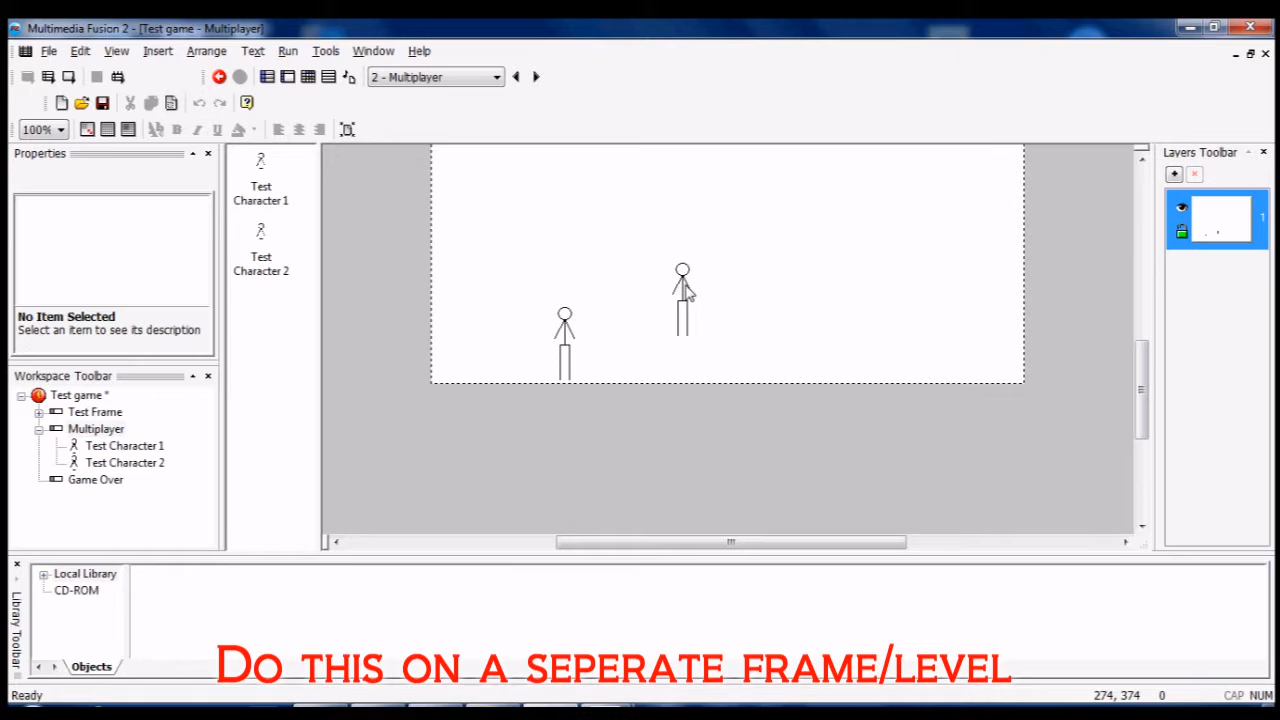 Multimedia Fusion 2 - [Test game - Multiplayer]
File Edit View Insert Arrange Text Run Tools Window Help
2 - Multiplayer
100%
Properties
Test
Character 1
Test
Character 2
No Item Selected
Select an item to see its description
Workspace Toolbar
Test game *
Test Frame
Multiplayer
Test Character 1
Test Character 2
Game Over
Layers Toolbar
1
Library Toolbar
Local Library
CD-ROM
Objects
Do this on a seperate frame/level
Ready
274, 374 0 CAP NUM